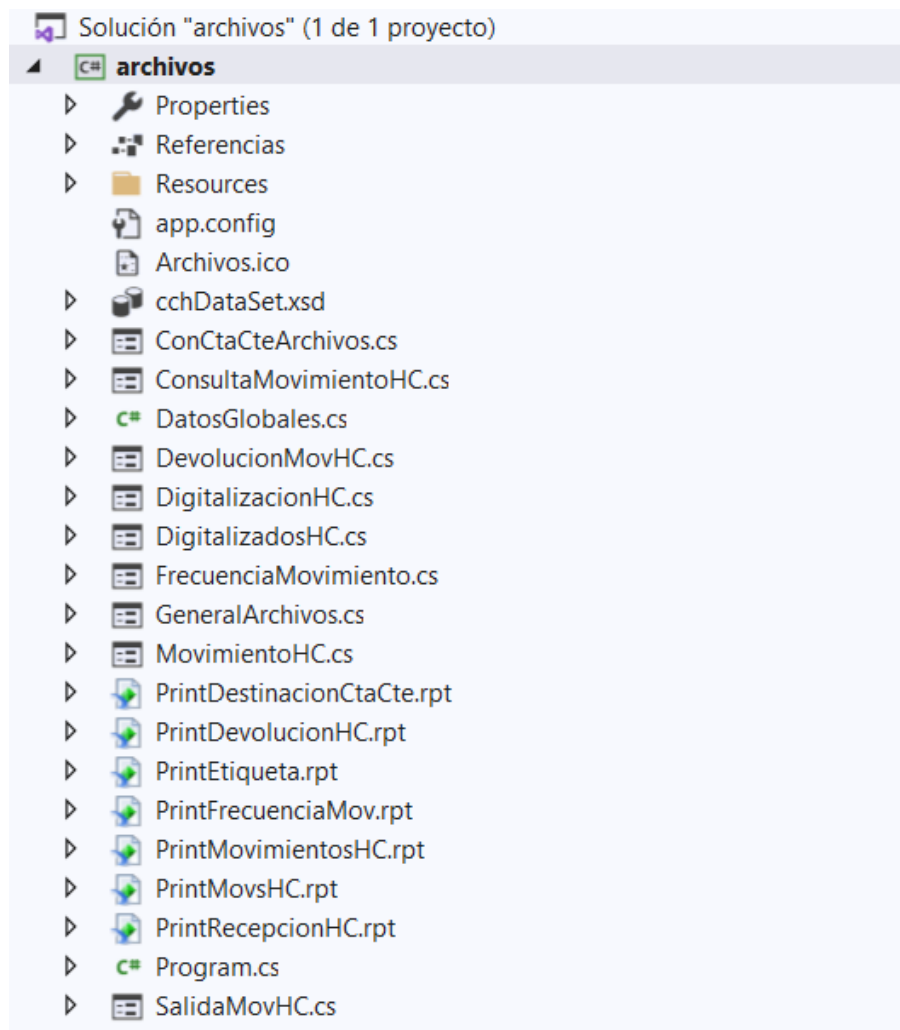 Solución "archivos" (1 de 1 proyecto)
C# archivos
Properties
Referencias
Resources
app.config
Archivos.ico
cchDataSet.xsd
ConCtaCteArchivos.cs
ConsultaMovimientoHC.cs
C# DatosGlobales.cs
DevolucionMovHC.cs
DigitalizacionHC.cs
DigitalizadosHC.cs
FrecuenciaMovimiento.cs
GeneralArchivos.cs
MovimientoHC.cs
PrintDestinacionCtaCte.rpt
PrintDevolucionHC.rpt
PrintEtiqueta.rpt
PrintFrecuenciaMov.rpt
PrintMovimientosHC.rpt
PrintMovsHC.rpt
PrintRecepcionHC.rpt
C# Program.cs
SalidaMovHC.cs